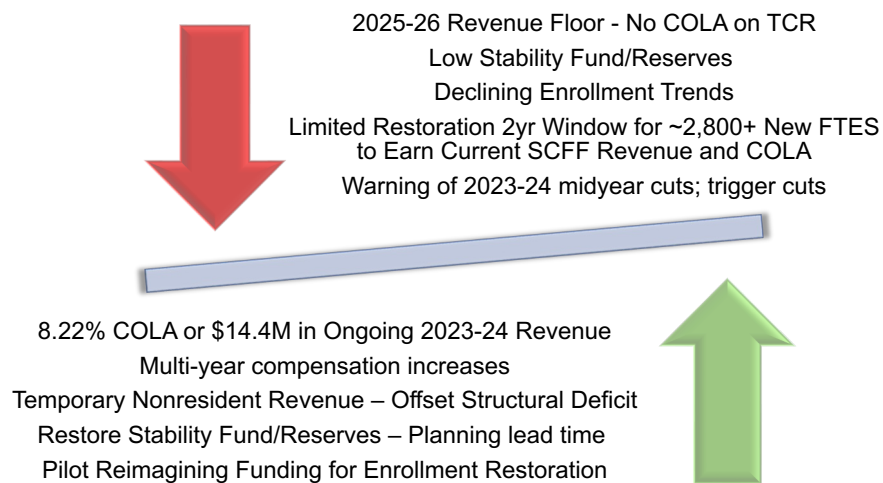 2025-26 Revenue Floor - No COLA on TCR
Low Stability Fund/Reserves
Declining Enrollment Trends
Limited Restoration 2yr Window for ~2,800+ New FTES
to Earn Current SCFF Revenue and COLA
Warning of 2023-24 midyear cuts; trigger cuts
8.22% COLA or $14.4M in Ongoing 2023-24 Revenue
Multi-year compensation increases
Temporary Nonresident Revenue – Offset Structural Deficit
Restore Stability Fund/Reserves – Planning lead time
Pilot Reimagining Funding for Enrollment Restoration